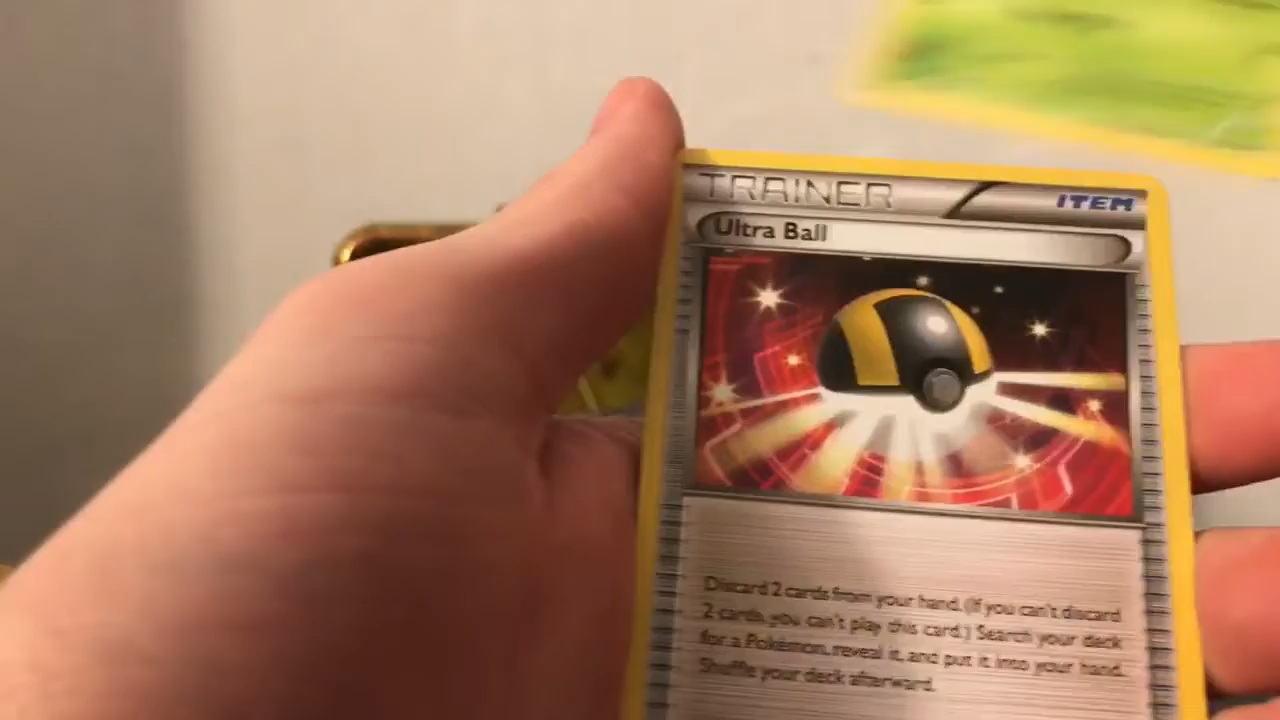 TRAINER ITEM
Ultra Ball
Discard 2 cards from your hand. (If you can't discard
2 cards, you can't play this card.) Search your deck
for a Pokémon, reveal it, and put it into your hand.
Shuffle your deck afterward.